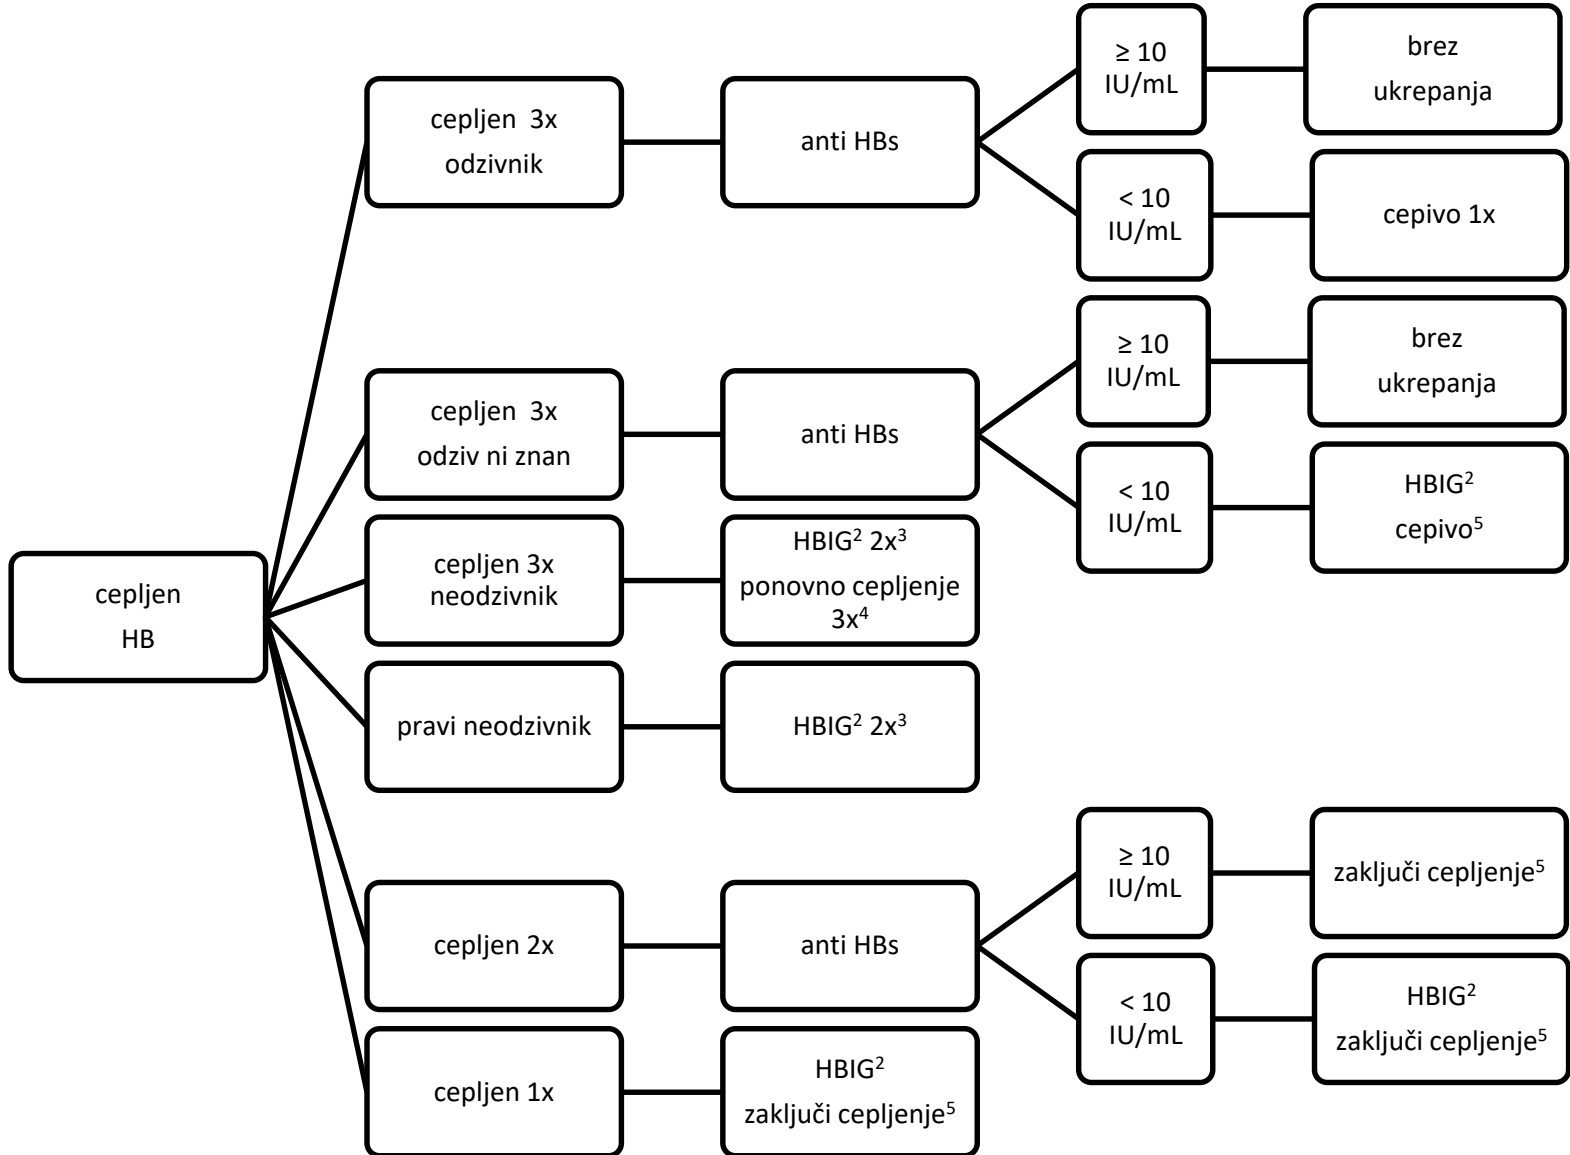 cepljen
HB
cepljen 3x
odzivnik
anti HBs
≥ 10
IU/mL
brez
ukrepanja
< 10
IU/mL
cepivo 1x
cepljen 3x
odziv ni znan
anti HBs
≥ 10
IU/mL
brez
ukrepanja
< 10
IU/mL
HBIG²
cepivo⁵
cepljen 3x
neodzivnik
HBIG² 2x³
ponovno cepljenje
3x⁴
pravi neodzivnik
HBIG² 2x³
cepljen 2x
anti HBs
≥ 10
IU/mL
zaključi cepljenje⁵
< 10
IU/mL
HBIG²
zaključi cepljenje⁵
cepljen 1x
HBIG²
zaključi cepljenje⁵